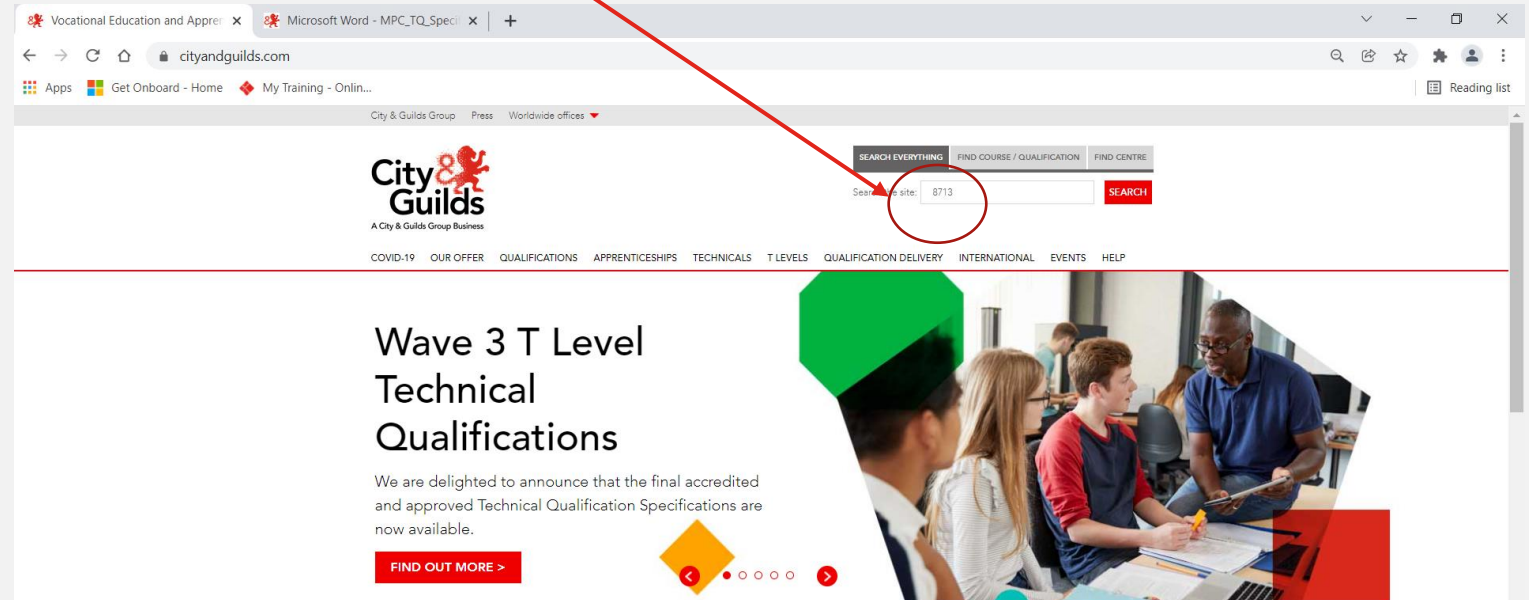 Vocational Education and Appren
Microsoft Word - MPC_TQ_Specif
cityandguilds.com
Apps
Get Onboard - Home
My Training - Onlin...
Reading list
City & Guilds Group Press Worldwide offices
City &
Guilds
A City & Guilds Group Business
SEARCH EVERYTHING FIND COURSE / QUALIFICATION FIND CENTRE
site: 8713 SEARCH
COVID-19 OUR OFFER QUALIFICATIONS APPRENTICESHIPS TECHNICALS T LEVELS QUALIFICATION DELIVERY INTERNATIONAL EVENTS HELP
Wave 3 T Level
Technical
Qualifications
We are delighted to announce that the final accredited
and approved Technical Qualification Specifications are
now available.
FIND OUT MORE >